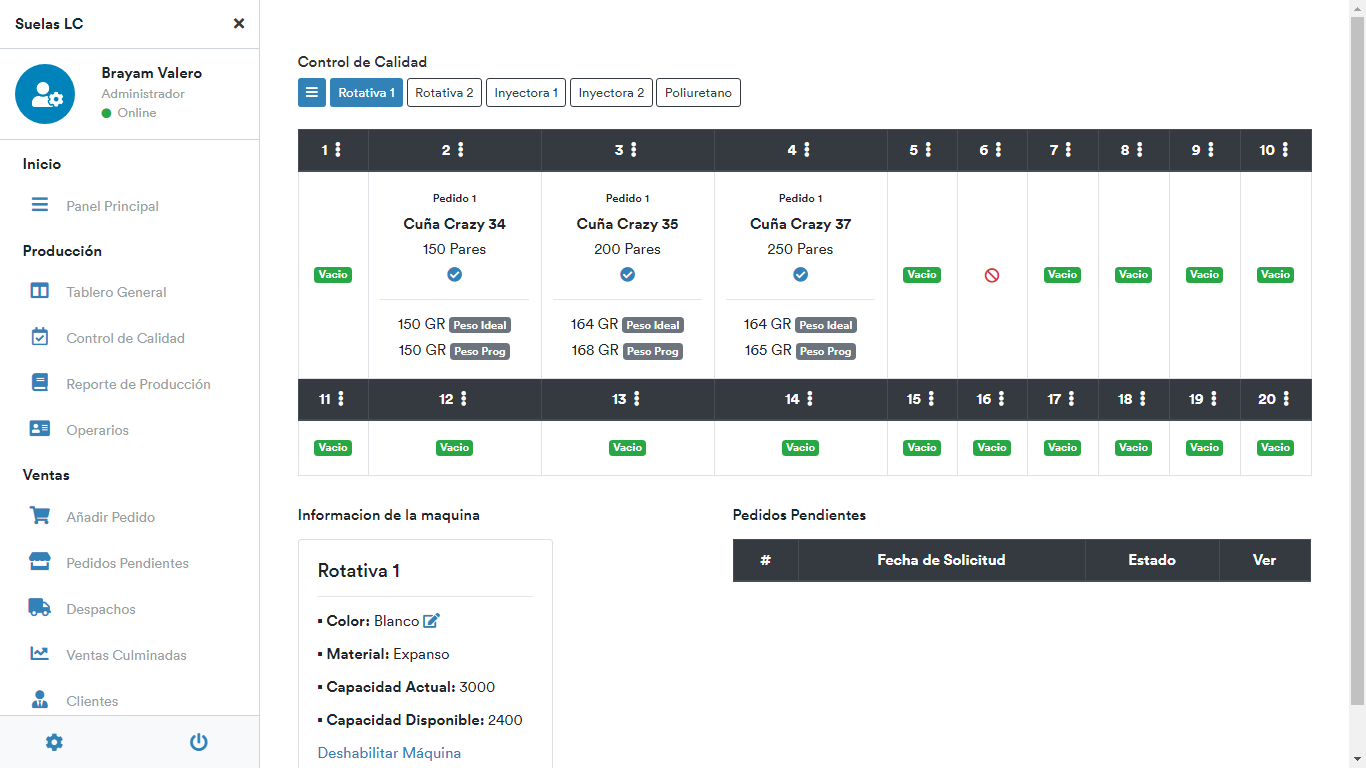 Suelas LC
Brayam Valero
Administrador
Online
Inicio
Panel Principal
Producción
Tablero General
Control de Calidad
Reporte de Producción
Operarios
Ventas
Añadir Pedido
Pedidos Pendientes
Despachos
Ventas Culminadas
Clientes
Control de Calidad
Rotativa 1 Rotativa 2 Inyectora 1 Inyectora 2 Poliuretano
1 2 3 4 5 6 7 8 9 10
Pedido 1 Pedido 1 Pedido 1
Cuña Crazy 34 Cuña Crazy 35 Cuña Crazy 37
150 Pares 200 Pares 250 Pares
Vacio Vacio Vacio Vacio Vacio Vacio
150 GR Peso Ideal 164 GR Peso Ideal 164 GR Peso Ideal
150 GR Peso Prog 168 GR Peso Prog 165 GR Peso Prog
11 12 13 14 15 16 17 18 19 20
Vacio Vacio Vacio Vacio Vacio Vacio Vacio Vacio Vacio Vacio
Informacion de la maquina
Rotativa 1
▪ Color: Blanco
▪ Material: Expanso
▪ Capacidad Actual: 3000
▪ Capacidad Disponible: 2400
Deshabilitar Máquina
Pedidos Pendientes
# Fecha de Solicitud Estado Ver